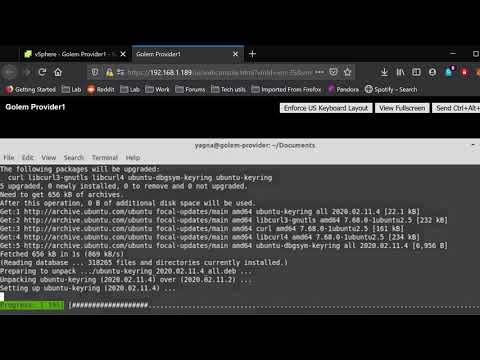 vSphere - Golem Provider1 -
Golem Provider1
https://192.168.1.189
Getting Started Lab Reddit Lab Imported From Firefox Ubuntu Tech utils Imported From Firefox Pandora Spotify –
Golem Provider1
Enforce US Keyboard Layout View Fullscreen Send Ctrl+Alt+
yagna@golem-provider: ~/Documents
File Edit View Search Terminal Help
The following packages will be upgraded:
curl libcurl3-gnutls libcurl4 ubuntu-dbgsym-keyring ubuntu-keyring
5 upgraded, 0 newly installed, 0 to remove and 0 not upgraded.
Need to get 656 kB of archives.
After this operation, 0 B of additional disk space will be used.
Get:1 http://archive.ubuntu.com/ubuntu focal-updates/main amd64 ubuntu-keyring all 2020.02.11.4 [22.1 kB]
Get:2 http://archive.ubuntu.com/ubuntu focal-updates/main amd64 libcurl3-gnutls amd64 7.68.0-1ubuntu2.5 [232 kB]
Get:3 http://archive.ubuntu.com/ubuntu focal-updates/main amd64 curl amd64 7.68.0-1ubuntu2.5 [161 kB]
Get:4 http://archive.ubuntu.com/ubuntu focal-updates/main amd64 libcurl4 amd64 7.68.0-1ubuntu2.5 [234 kB]
Get:5 http://archive.ubuntu.com/ubuntu focal-updates/main amd64 ubuntu-dbgsym-keyring all 2020.02.11.4 [6,956 B]
Fetched 656 kB in 1s (869 kB/s)
(Reading database ... 318265 files and directories currently installed.)
Preparing to unpack .../ubuntu-keyring_2020.02.11.4_all.deb ...
Unpacking ubuntu-keyring (2020.02.11.4) over (2020.02.11.2) ...
Setting up ubuntu-keyring (2020.02.11.4) ...
Progress: [ 19%] [###################